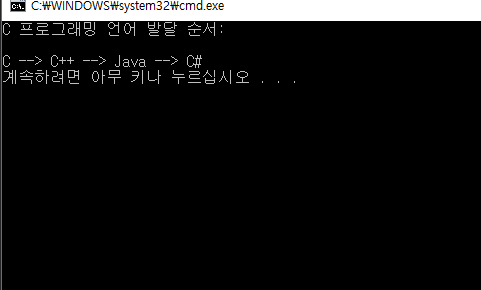 C:₩WINDOWS₩system32₩cmd.exe
C 프로그래밍 언어 발달 순서:
C --> C++ --> Java --> C#
계속하려면 아무 키나 누르십시오 . . .